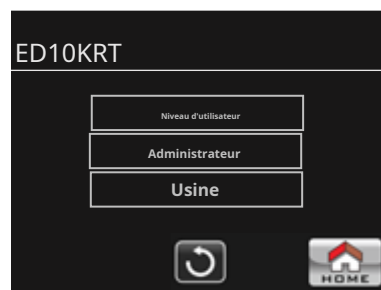 ED10KRT
Niveau d'utilisateur
Administrateur
Usine
HOME